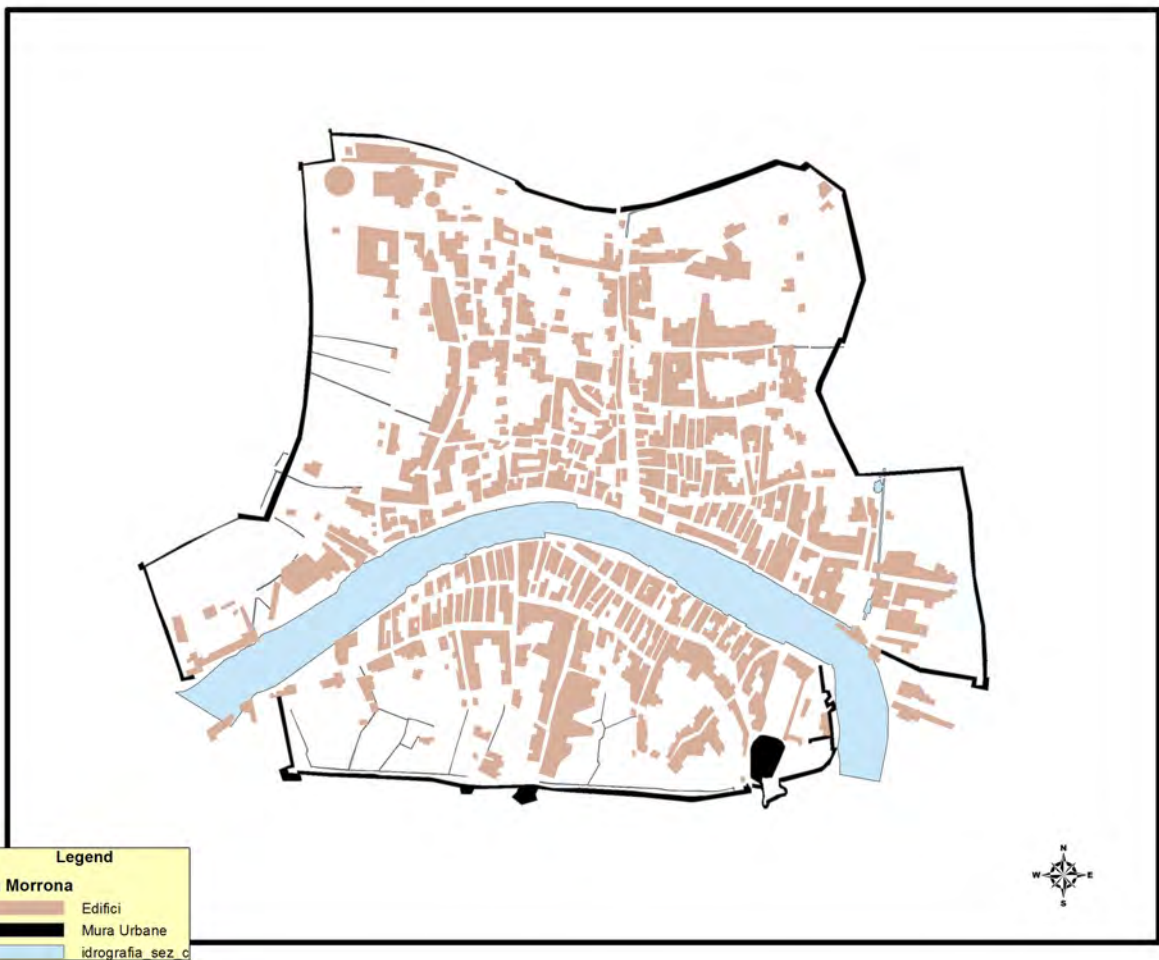 N
W E
S
Legend
Morrona
Edifici
Mura Urbane
idrografia_sez_c